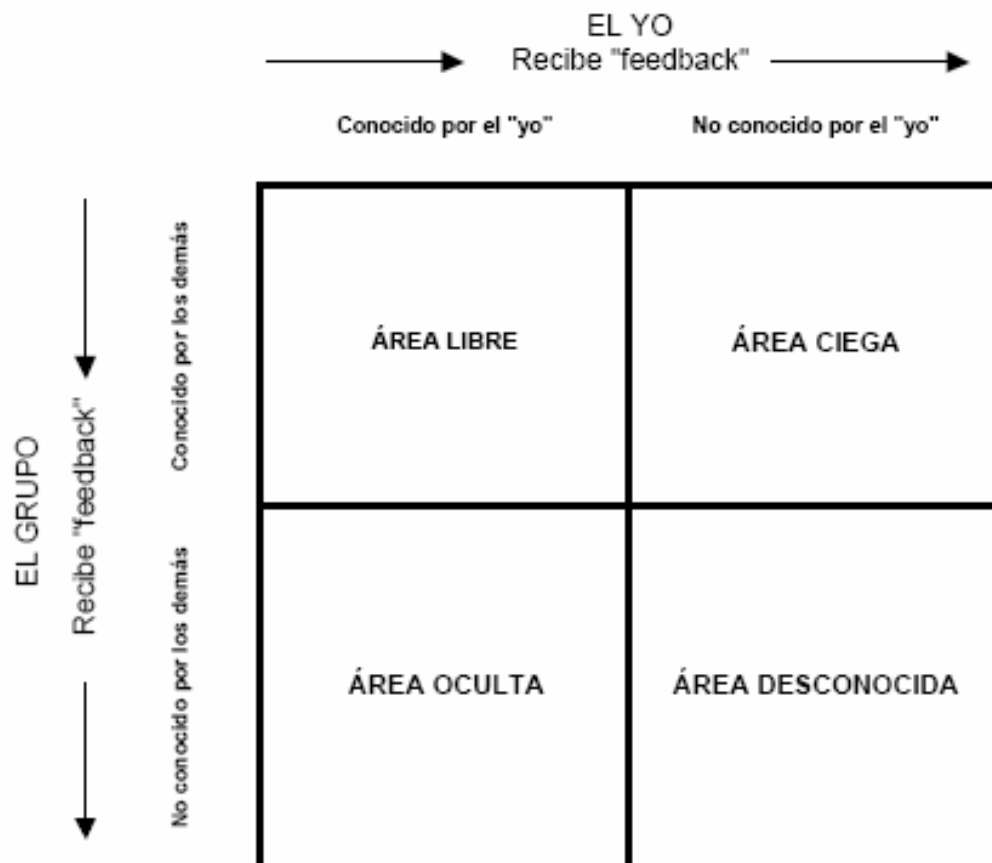 EL YO
Recibe "feedback"
Conocido por el "yo"
No conocido por el "yo"
EL GRUPO
Recibe "feedback"
Conocido por los demás
ÁREA LIBRE
ÁREA CIEGA
No conocido por los demás
ÁREA OCULTA
ÁREA DESCONOCIDA